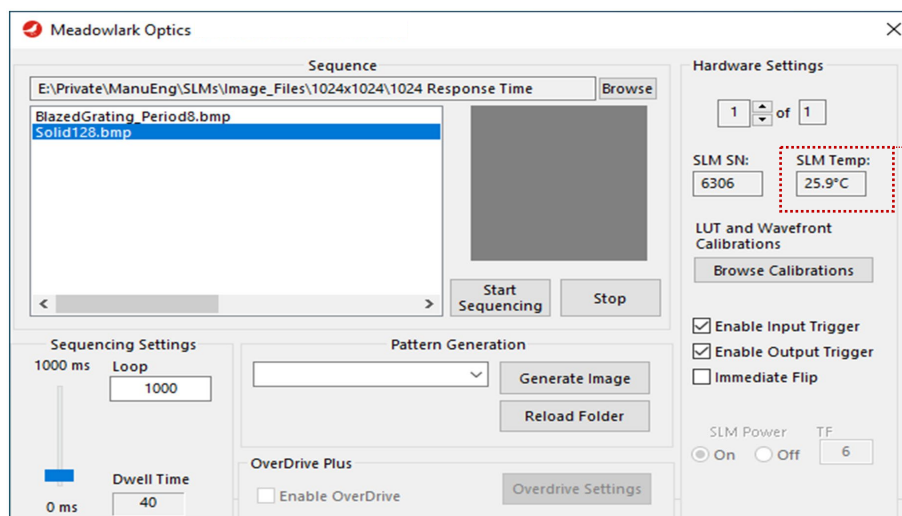 Meadowlark Optics
Sequence
E:\Private\ManuEng\SLMs\Image_Files\1024x1024\1024 Response Time
Browse
BlazedGrating_Period8.bmp
Solid128.bmp
Start
Sequencing
Stop
Hardware Settings
1 of 1
SLM SN:
SLM Temp:
6306
25.9°C
LUT and Wavefront
Calibrations
Browse Calibrations
Enable Input Trigger
Enable Output Trigger
Immediate Flip
SLM Power
TF
On
Off
6
Sequencing Settings
1000 ms
Loop
1000
Dwell Time
0 ms
40
Pattern Generation
Generate Image
Reload Folder
OverDrive Plus
Enable OverDrive
Overdrive Settings